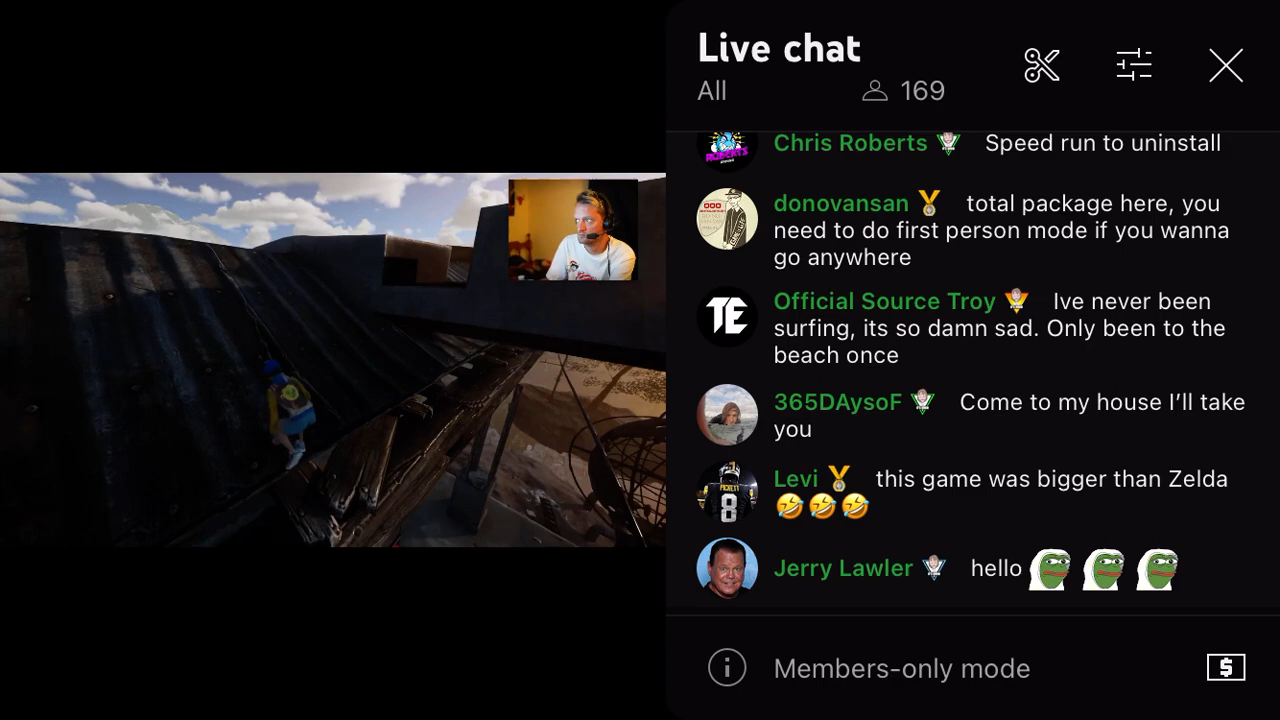 Live chat
All 169
Chris Roberts Speed run to uninstall
donovansan total package here, you
need to do first person mode if you wanna
go anywhere
Official Source Troy Ive never been
surfing, its so damn sad. Only been to the
beach once
TE
365DAysoF Come to my house I’ll take
you
Levi this game was bigger than Zelda
🤣🤣🤣
8
Jerry Lawler hello
Members-only mode
$